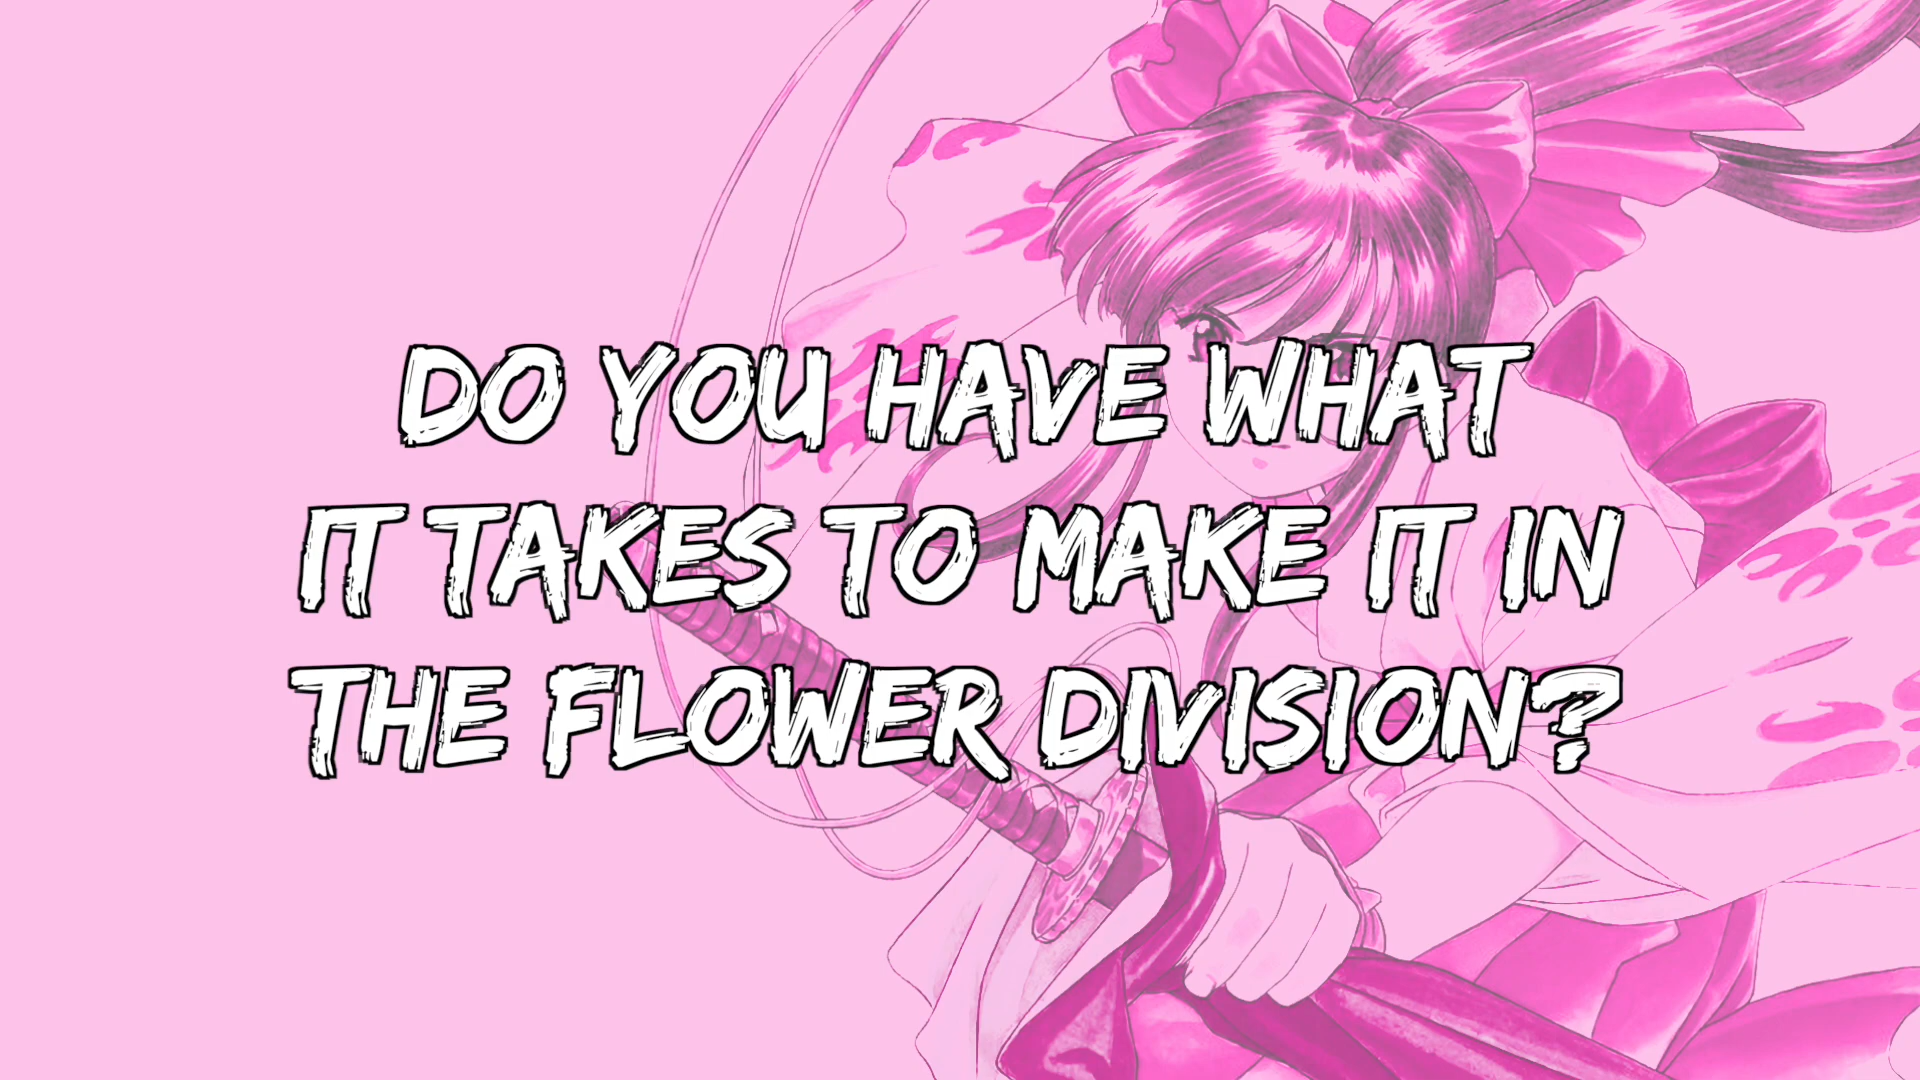 DO YOU HAVE WHAT
IT TAKES TO MAKE IT IN
THE FLOWER DIVISION?